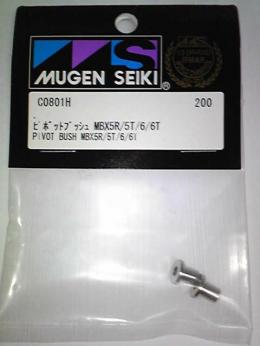 MUGEN SEIKI®
C0801H 200
ピボットブッシュ MBX5R/5T/6/6T
PIVOT BUSH MBX5R/5T/6/6T